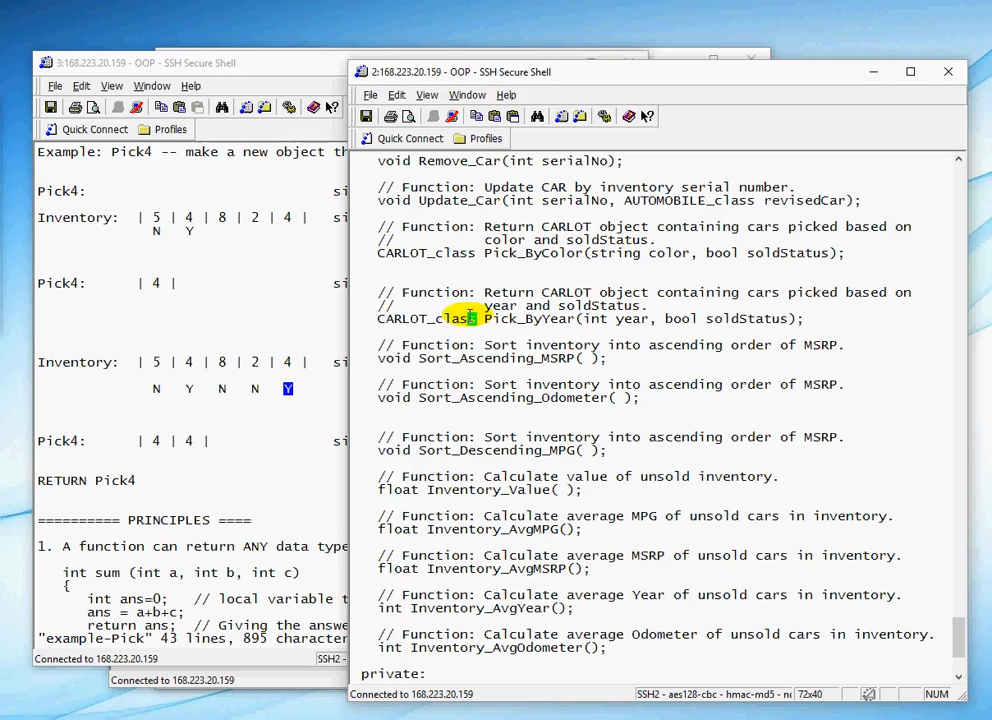 3:168.223.20.159 - OOP - SSH Secure Shell
File Edit View Window Help
Quick Connect Profiles
Example: Pick4 -- make a new object th
Pick4: si
Inventory: | 5 | 4 | 8 | 2 | 4 | si
N Y
Pick4: | 4 | si
Inventory: | 5 | 4 | 8 | 2 | 4 | si
N Y N N Y
Pick4: | 4 | 4 | si
RETURN Pick4
========== PRINCIPLES ====
1. A function can return ANY data type
int sum (int a, int b, int c)
{
int ans=0; // local variable t
ans = a+b+c;
return ans; // Giving the answe
"example-Pick" 43 lines, 895 character
Connected to 168.223.20.159 SSH2 -
Connected to 168.223.20.159
2:168.223.20.159 - OOP - SSH Secure Shell
File Edit View Window Help
Quick Connect Profiles
void Remove_Car(int serialNo);
// Function: Update CAR by inventory serial number.
void Update_Car(int serialNo, AUTOMOBILE_class revisedCar);
// Function: Return CARLOT object containing cars picked based on
// color and soldStatus.
CARLOT_class Pick_ByColor(string color, bool soldStatus);
// Function: Return CARLOT object containing cars picked based on
// year and soldStatus.
CARLOT_class Pick_ByYear(int year, bool soldStatus);
// Function: Sort inventory into ascending order of MSRP.
void Sort_Ascending_MSRP( );
// Function: Sort inventory into ascending order of MSRP.
void Sort_Ascending_Odometer( );
// Function: Sort inventory into ascending order of MSRP.
void Sort_Descending_MPG( );
// Function: Calculate value of unsold inventory.
float Inventory_Value( );
// Function: Calculate average MPG of unsold cars in inventory.
float Inventory_AvgMPG();
// Function: Calculate average MSRP of unsold cars in inventory.
float Inventory_AvgMSRP();
// Function: Calculate average Year of unsold cars in inventory.
int Inventory_AvgYear();
// Function: Calculate average Odometer of unsold cars in inventory.
int Inventory_AvgOdometer();
private:
Connected to 168.223.20.159 SSH2 - aes128-cbc - hmac-md5 - nc 72x40 NUM